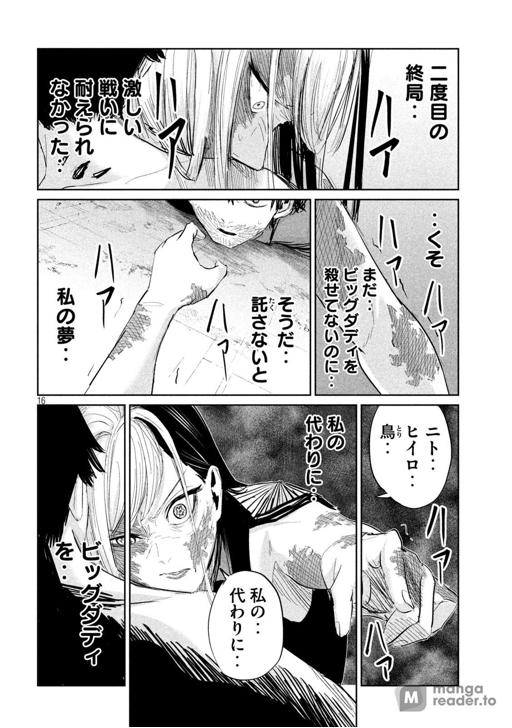 二度目の
終局‥
激しい
戦いに
耐えられ
なかった‥
ハァ
ハァ
‥くそ
まだ‥
ビッグダディを
殺せてないのに‥
ハァ
ハァ
そうだ‥
託さないと
たく
私の夢‥
ハァ
16
ニト‥
ヒイロ‥
鳥‥
とり
ハァ
私の
代わりに‥
私の‥
代わりに‥
ビッグダディ
を‥
M manga
reader.to